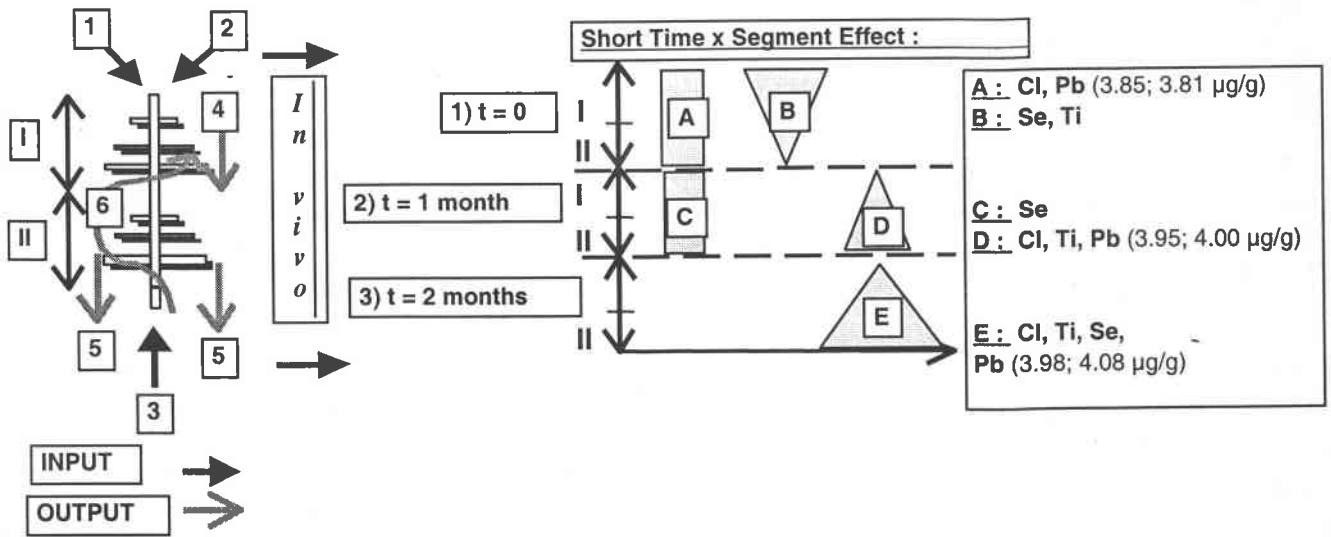 1
2
4
I
6
II
5
5
3
INPUT
OUTPUT
In vivo
Short Time x Segment Effect :
1) t = 0
I
II
A
B
2) t = 1 month
I
II
C
D
3) t = 2 months
II
E
A : Cl, Pb (3.85; 3.81 µg/g)
B : Se, Ti
C : Se
D : Cl, Ti, Pb (3.95; 4.00 µg/g)
E : Cl, Ti, Se,
Pb (3.98; 4.08 µg/g)